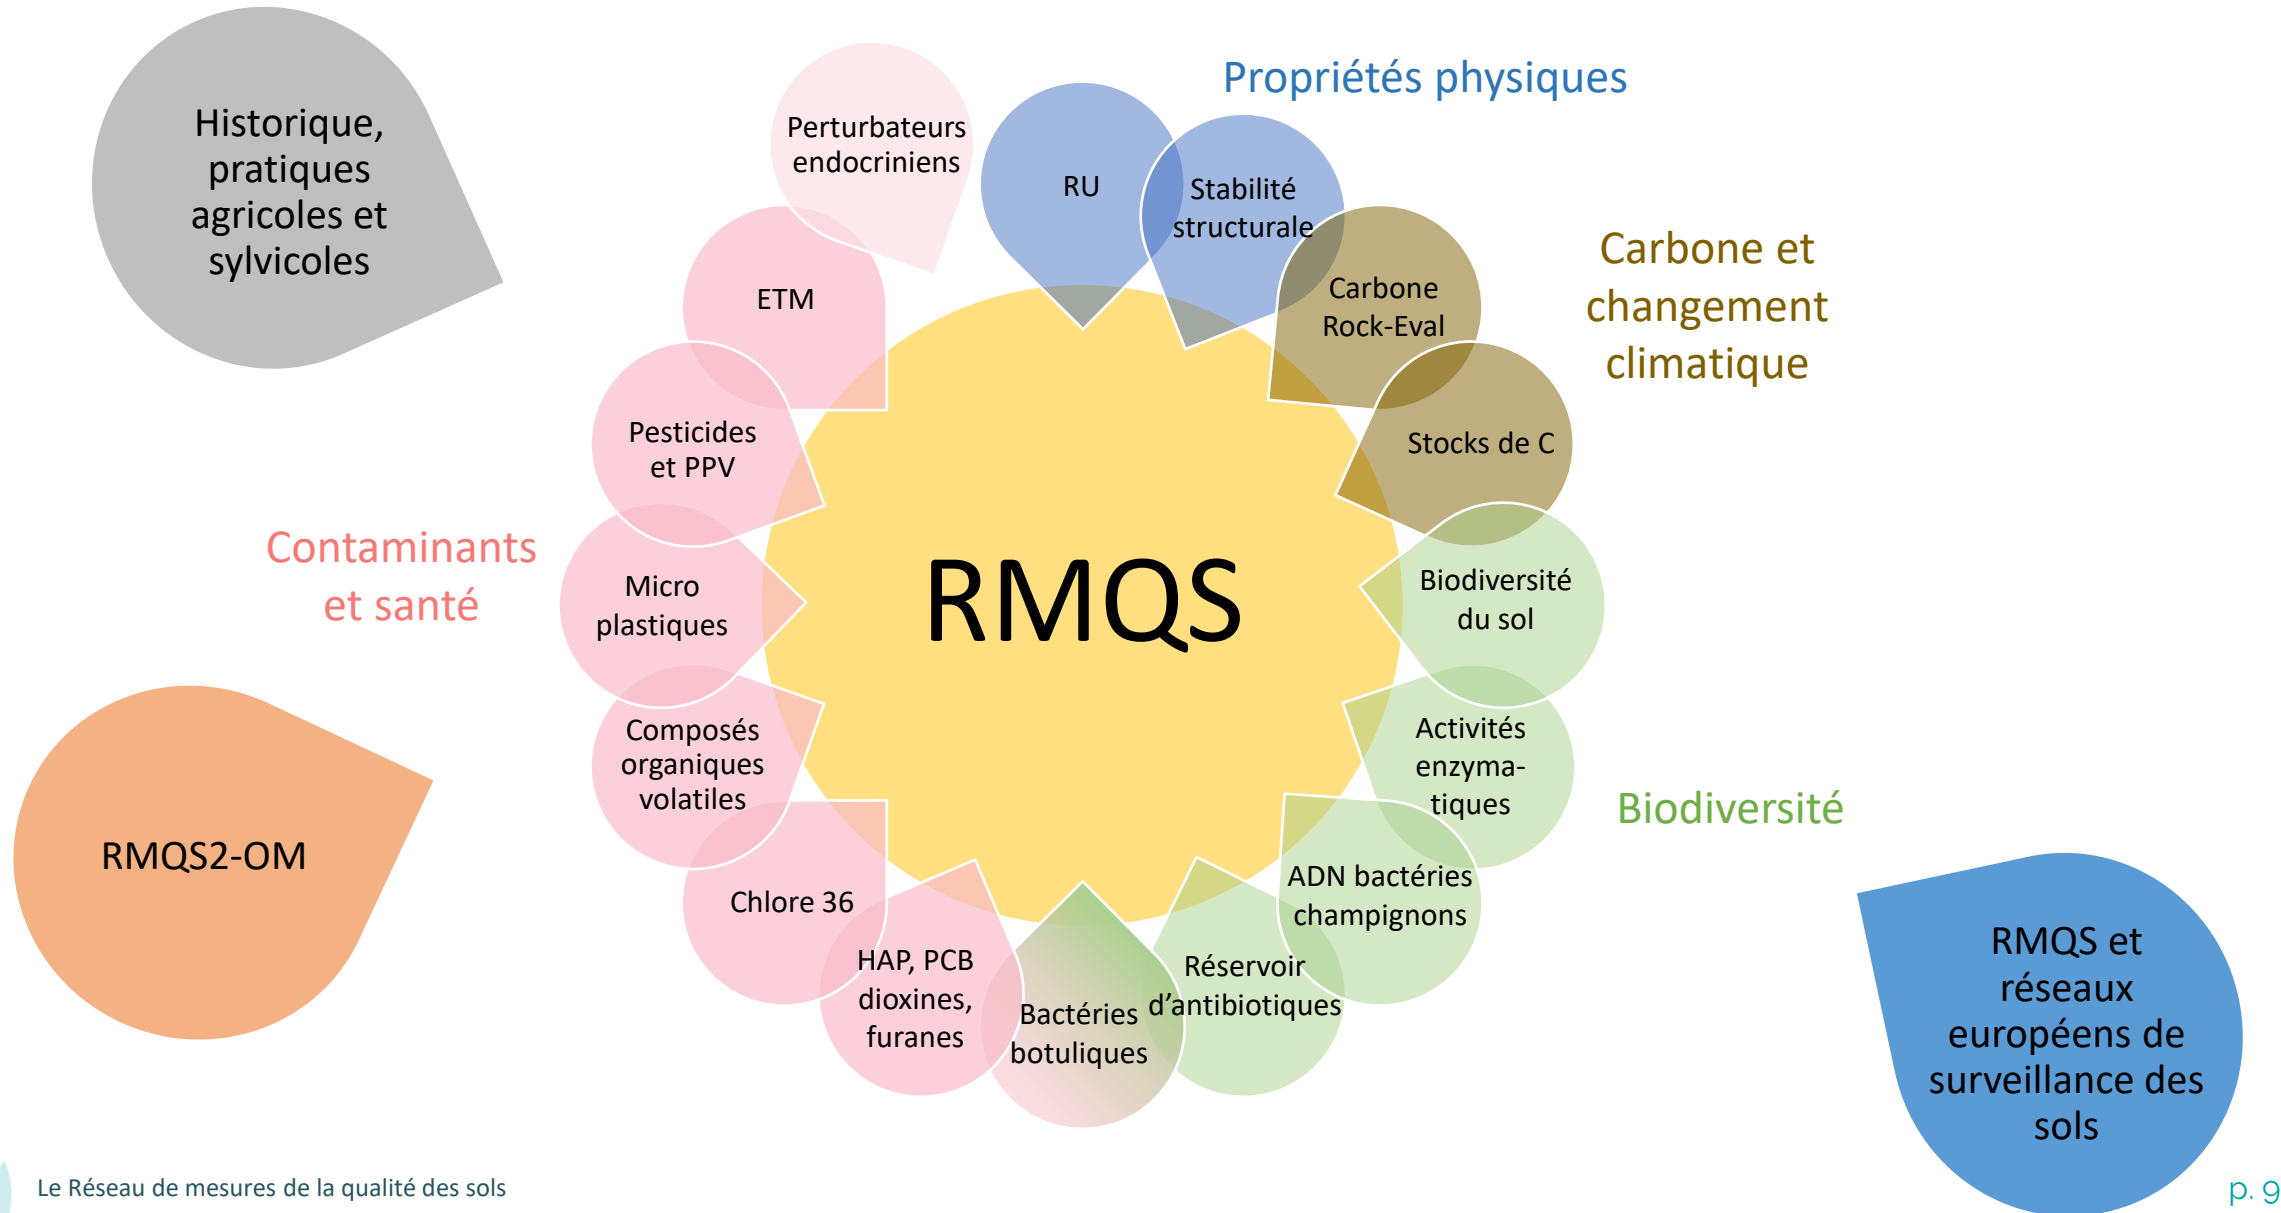 Historique,
pratiques
agricoles et
sylvicoles
Perturbateurs
endocriniens
Propriétés physiques
RU
Stabilité
structurale
Carbone et
changement
climatique
Carbone
Rock-Eval
ETM
Stocks de C
Pesticides
et PPV
Contaminants
et santé
Micro
plastiques
RMQS
Biodiversité
du sol
Composés
organiques
volatiles
Activités
enzyma-
tiques
Biodiversité
RMQS2-OM
Chlore 36
ADN bactéries
champignons
HAP, PCB
dioxines,
furanes
Bactéries
botuliques
Réservoir
d’antibiotiques
RMQS et
réseaux
européens de
surveillance des
sols
Le Réseau de mesures de la qualité des sols
p. 9